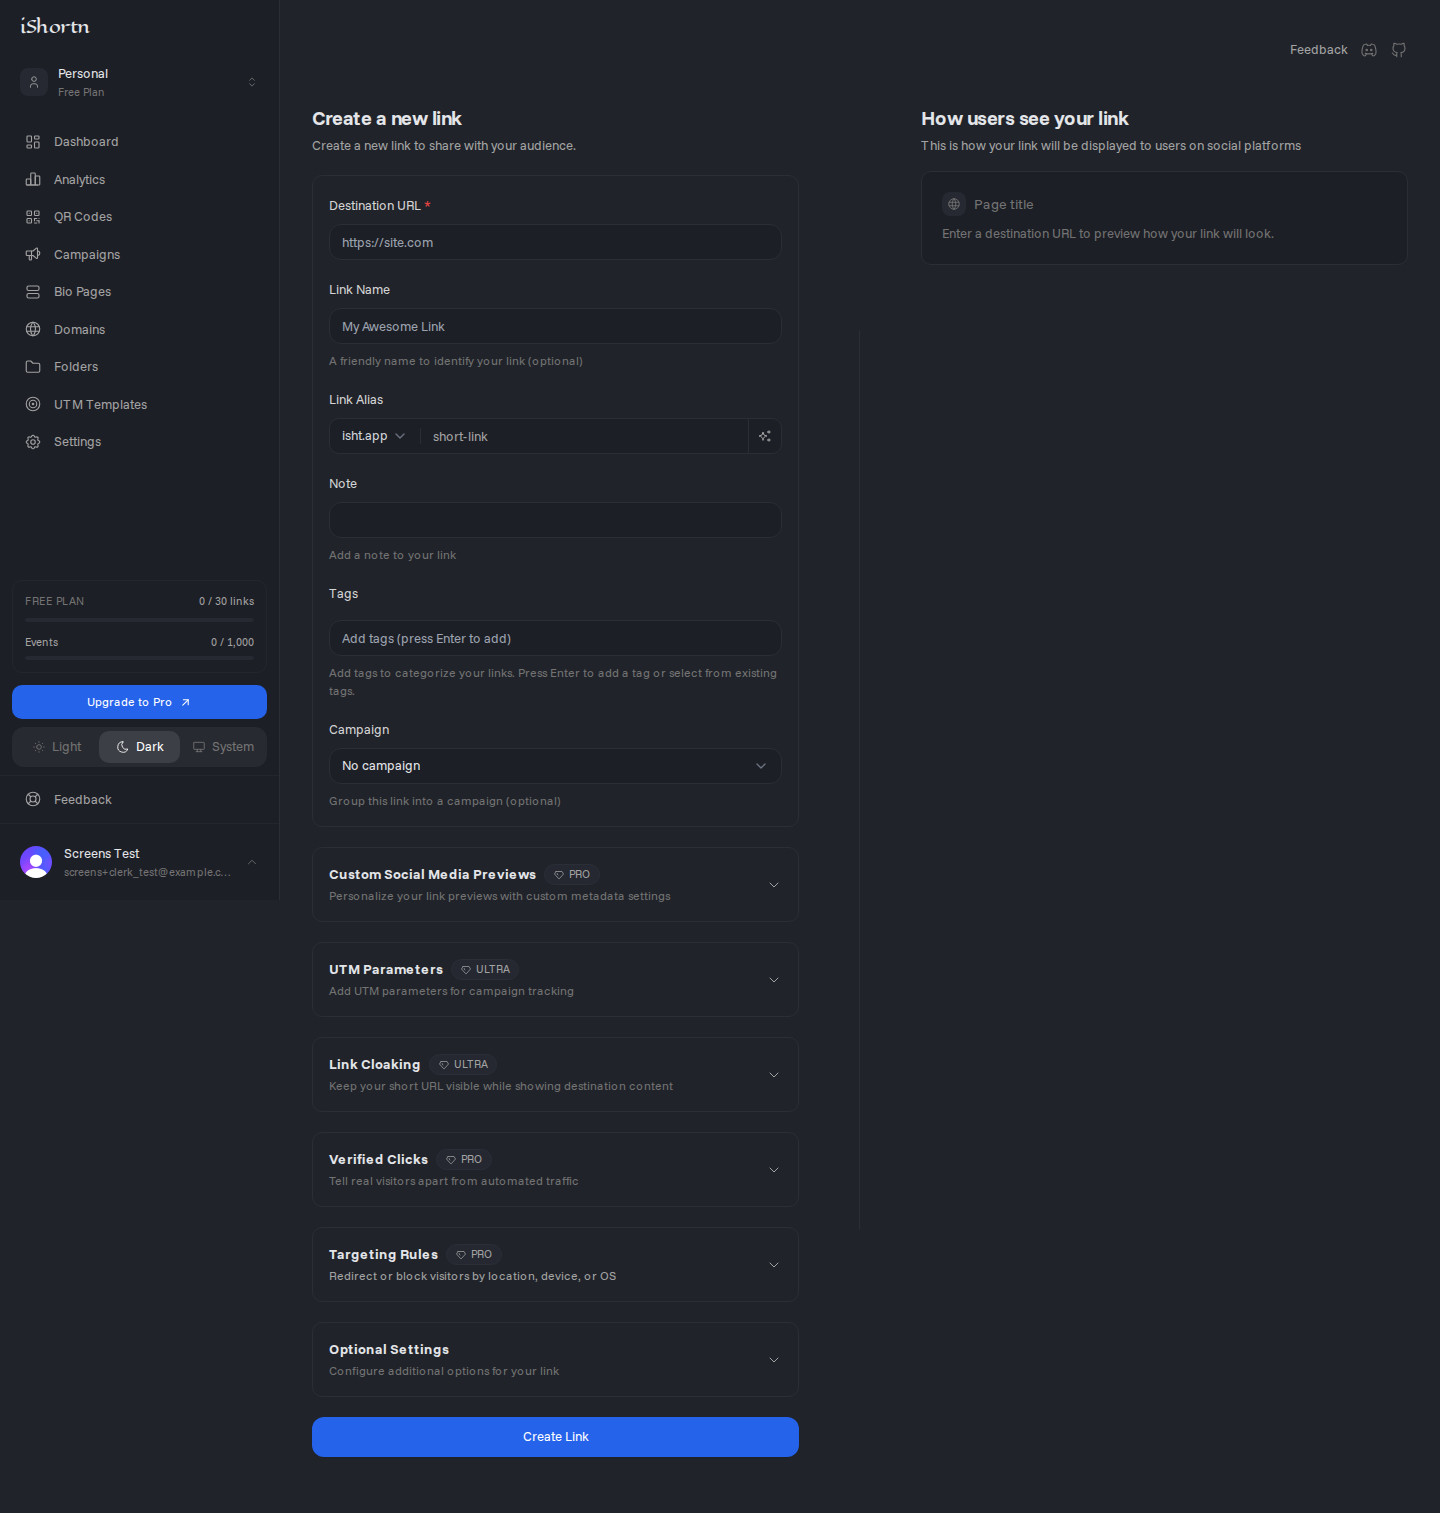 iShortn
Personal
Free Plan
Dashboard
Analytics
QR Codes
Campaigns
Bio Pages
Domains
Folders
UTM Templates
Settings
FREE PLAN 0 / 30 links
Events 0 / 1,000
Upgrade to Pro
Light Dark System
Feedback
Screens Test
screens+clerk_test@example.c...
Feedback
Create a new link
Create a new link to share with your audience.
Destination URL *
https://site.com
Link Name
My Awesome Link
A friendly name to identify your link (optional)
Link Alias
isht.app short-link
Note
Add a note to your link
Tags
Add tags (press Enter to add)
Add tags to categorize your links. Press Enter to add a tag or select from existing
tags.
Campaign
No campaign
Group this link into a campaign (optional)
Custom Social Media Previews PRO
Personalize your link previews with custom metadata settings
UTM Parameters ULTRA
Add UTM parameters for campaign tracking
Link Cloaking ULTRA
Keep your short URL visible while showing destination content
Verified Clicks PRO
Tell real visitors apart from automated traffic
Targeting Rules PRO
Redirect or block visitors by location, device, or OS
Optional Settings
Configure additional options for your link
Create Link
How users see your link
This is how your link will be displayed to users on social platforms
Page title
Enter a destination URL to preview how your link will look.